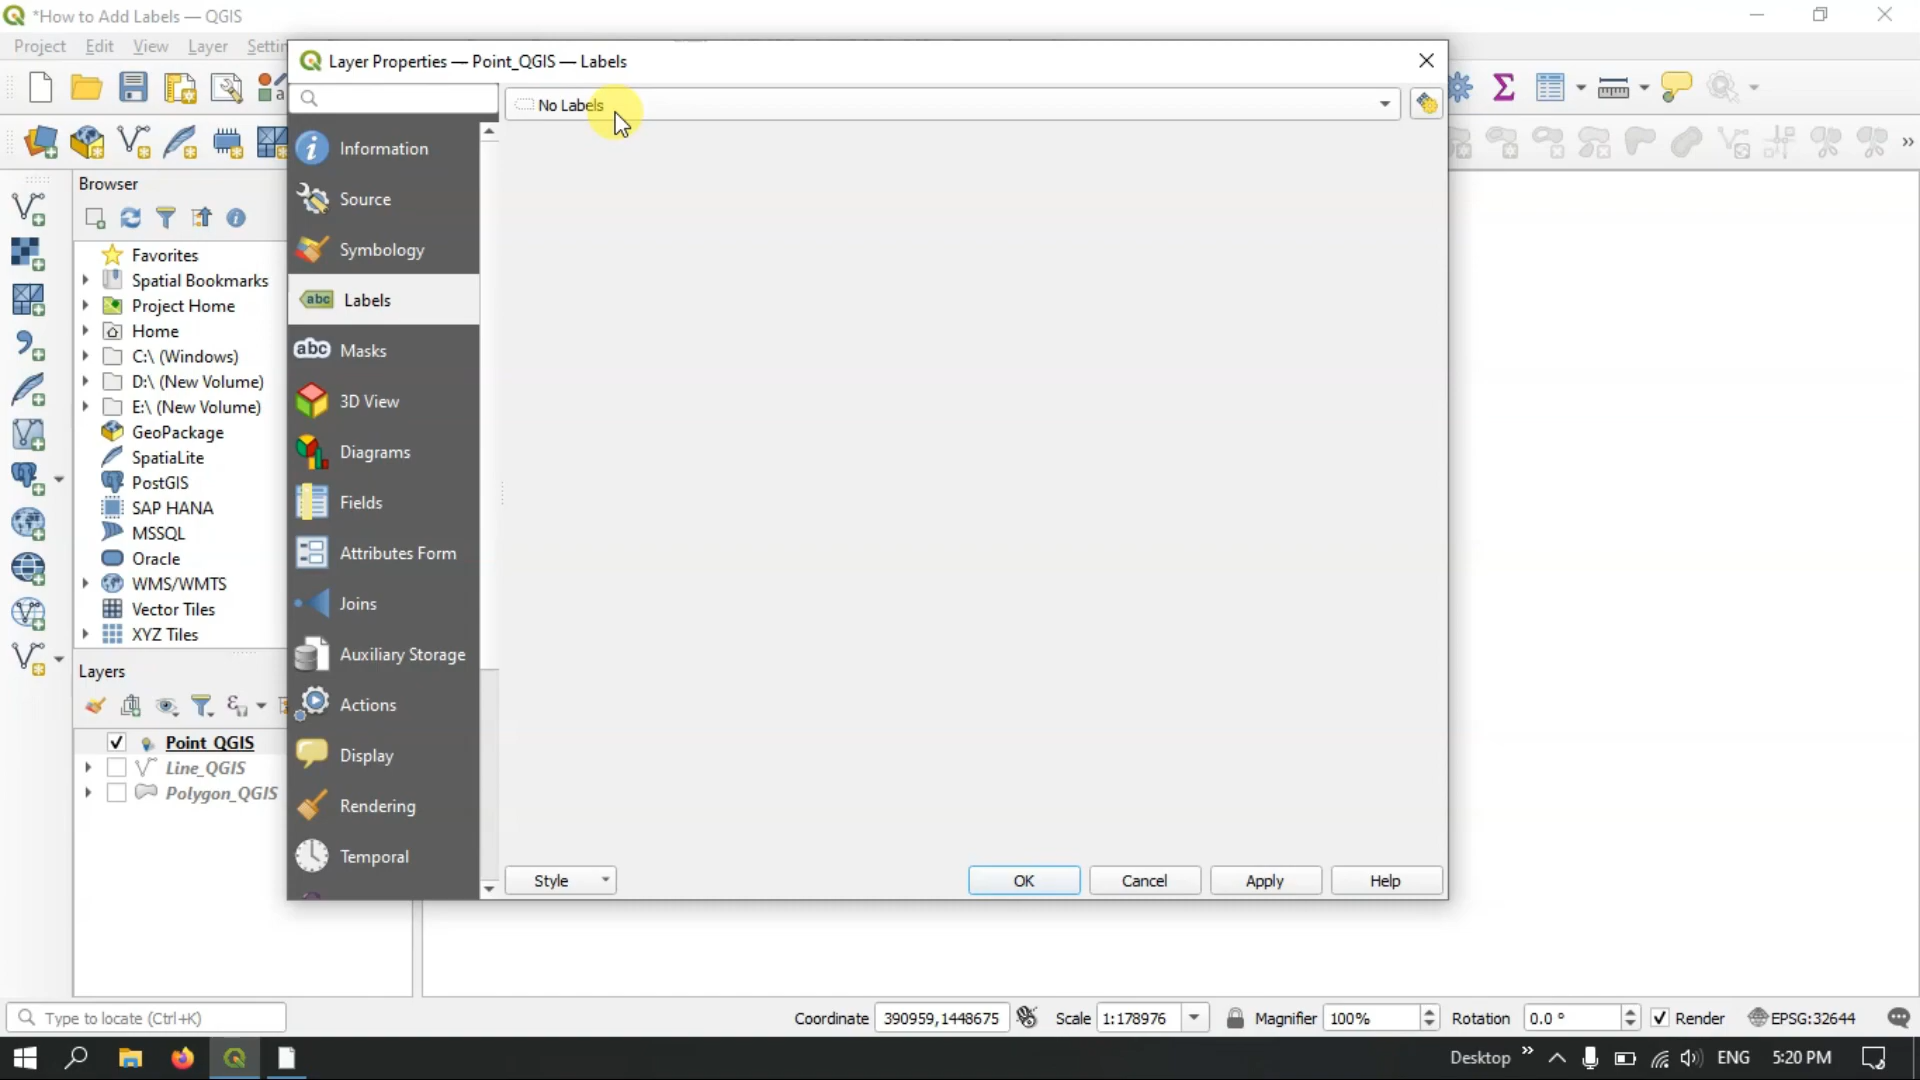 *How to Add Labels — QGIS
Project Edit View Layer
Layer Properties — Point_QGIS — Labels
No Labels
Information
Source
Symbology
abc Labels
abc Masks
3D View
Diagrams
Fields
Attributes Form
Joins
Auxiliary Storage
Actions
Display
Rendering
Temporal
Style
OK
Cancel
Apply
Help
Browser
Favorites
Spatial Bookmarks
Project Home
Home
C:\ (Windows)
D:\ (New Volume)
E:\ (New Volume)
GeoPackage
SpatiaLite
PostGIS
SAP HANA
MSSQL
Oracle
WMS/WMTS
Vector Tiles
XYZ Tiles
Layers
Point_QGIS
Line_QGIS
Polygon_QGIS
Type to locate (Ctrl+K)
Coordinate 390959,1448675 Scale 1:178976 Magnifier 100% Rotation 0.0 ° Render EPSG:32644
Desktop » ENG 5:20 PM